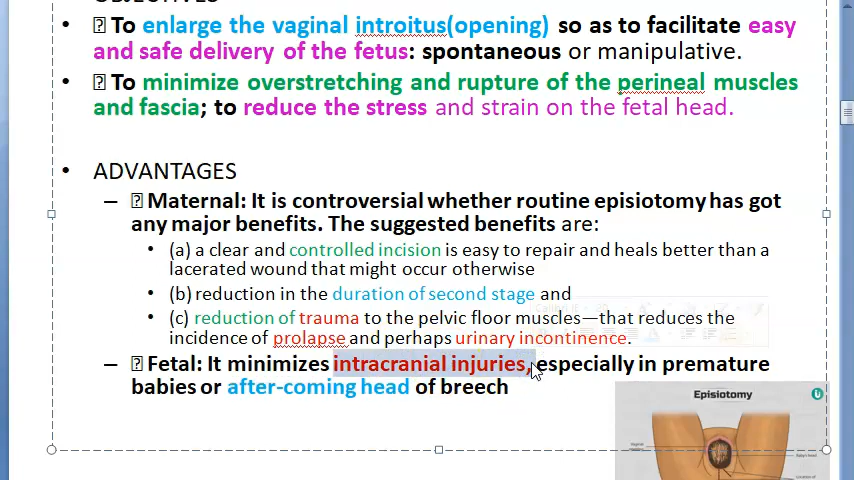 • To enlarge the vaginal introitus(opening) so as to facilitate easy
and safe delivery of the fetus: spontaneous or manipulative.
• To minimize overstretching and rupture of the perineal muscles
and fascia; to reduce the stress and strain on the fetal head.
• ADVANTAGES
– Maternal: It is controversial whether routine episiotomy has got
any major benefits. The suggested benefits are:
• (a) a clear and controlled incision is easy to repair and heals better than a
lacerated wound that might occur otherwise
• (b) reduction in the duration of second stage and
• (c) reduction of trauma to the pelvic floor muscles—that reduces the
incidence of prolapse and perhaps urinary incontinence.
– Fetal: It minimizes intracranial injuries, especially in premature
babies or after-coming head of breech
Episiotomy